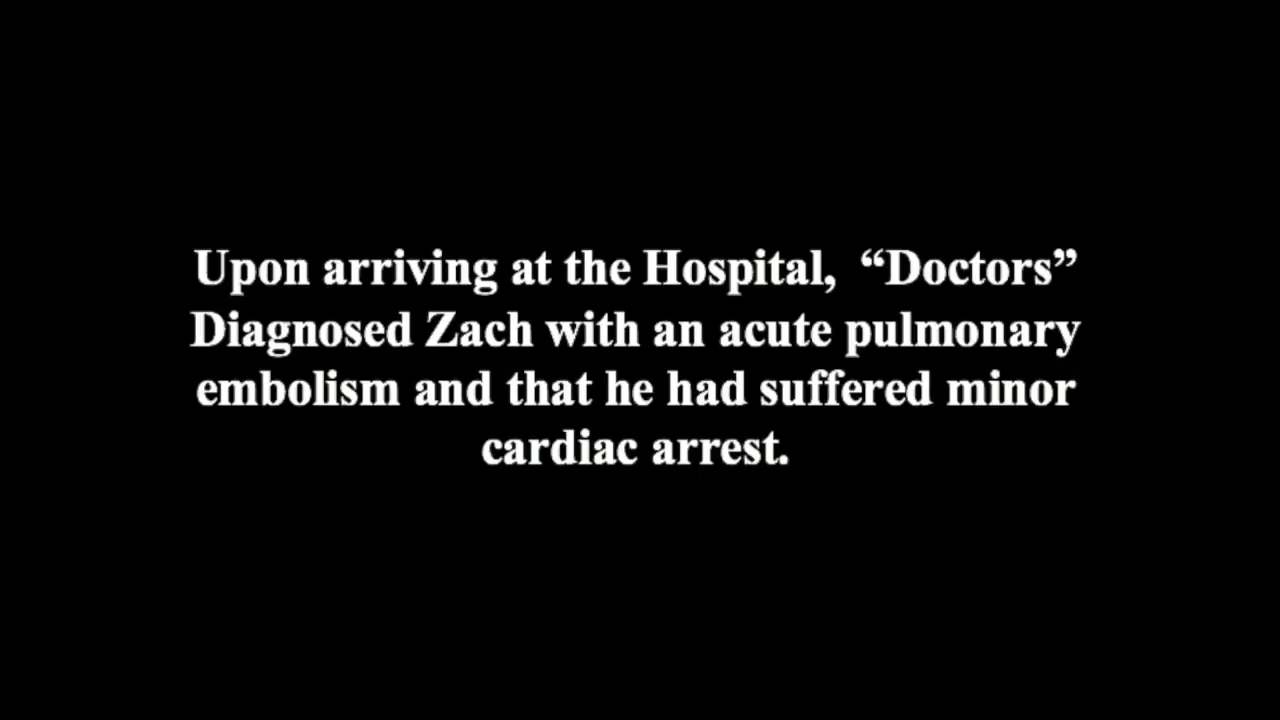 Upon arriving at the Hospital,  “Doctors”
Diagnosed Zach with an acute pulmonary
embolism and that he had suffered minor
cardiac arrest.